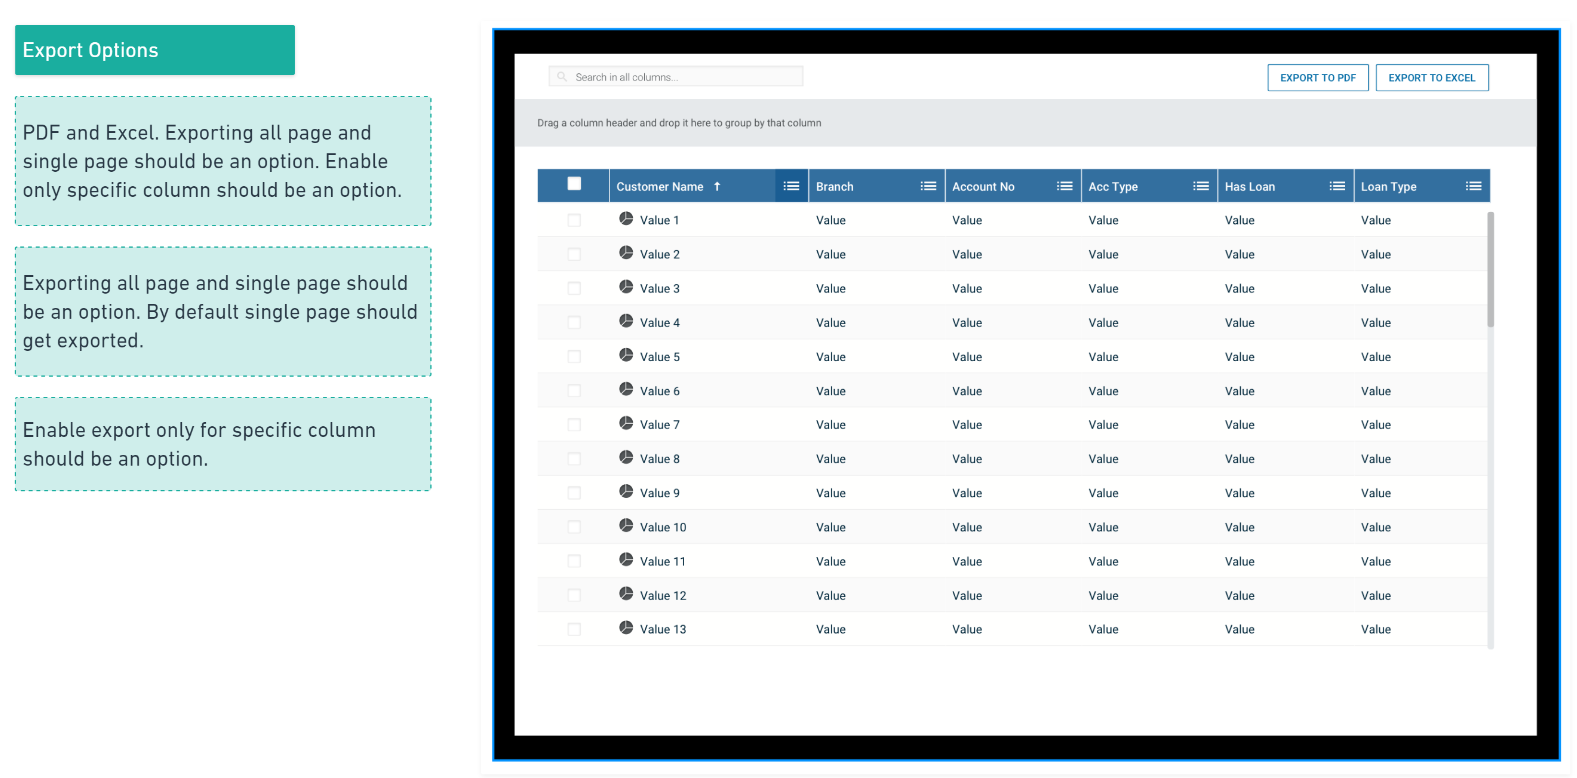 Export Options
PDF and Excel. Exporting all page and
single page should be an option. Enable
only specific column should be an option.
Exporting all page and single page should
be an option. By default single page should
get exported.
Enable export only for specific column
should be an option.
Search in all columns...
EXPORT TO PDF EXPORT TO EXCEL
Drag a column header and drop it here to group by that column
Customer Name ↑ Branch Account No Acc Type Has Loan Loan Type
Value 1 Value Value Value Value Value
Value 2 Value Value Value Value Value
Value 3 Value Value Value Value Value
Value 4 Value Value Value Value Value
Value 5 Value Value Value Value Value
Value 6 Value Value Value Value Value
Value 7 Value Value Value Value Value
Value 8 Value Value Value Value Value
Value 9 Value Value Value Value Value
Value 10 Value Value Value Value Value
Value 11 Value Value Value Value Value
Value 12 Value Value Value Value Value
Value 13 Value Value Value Value Value